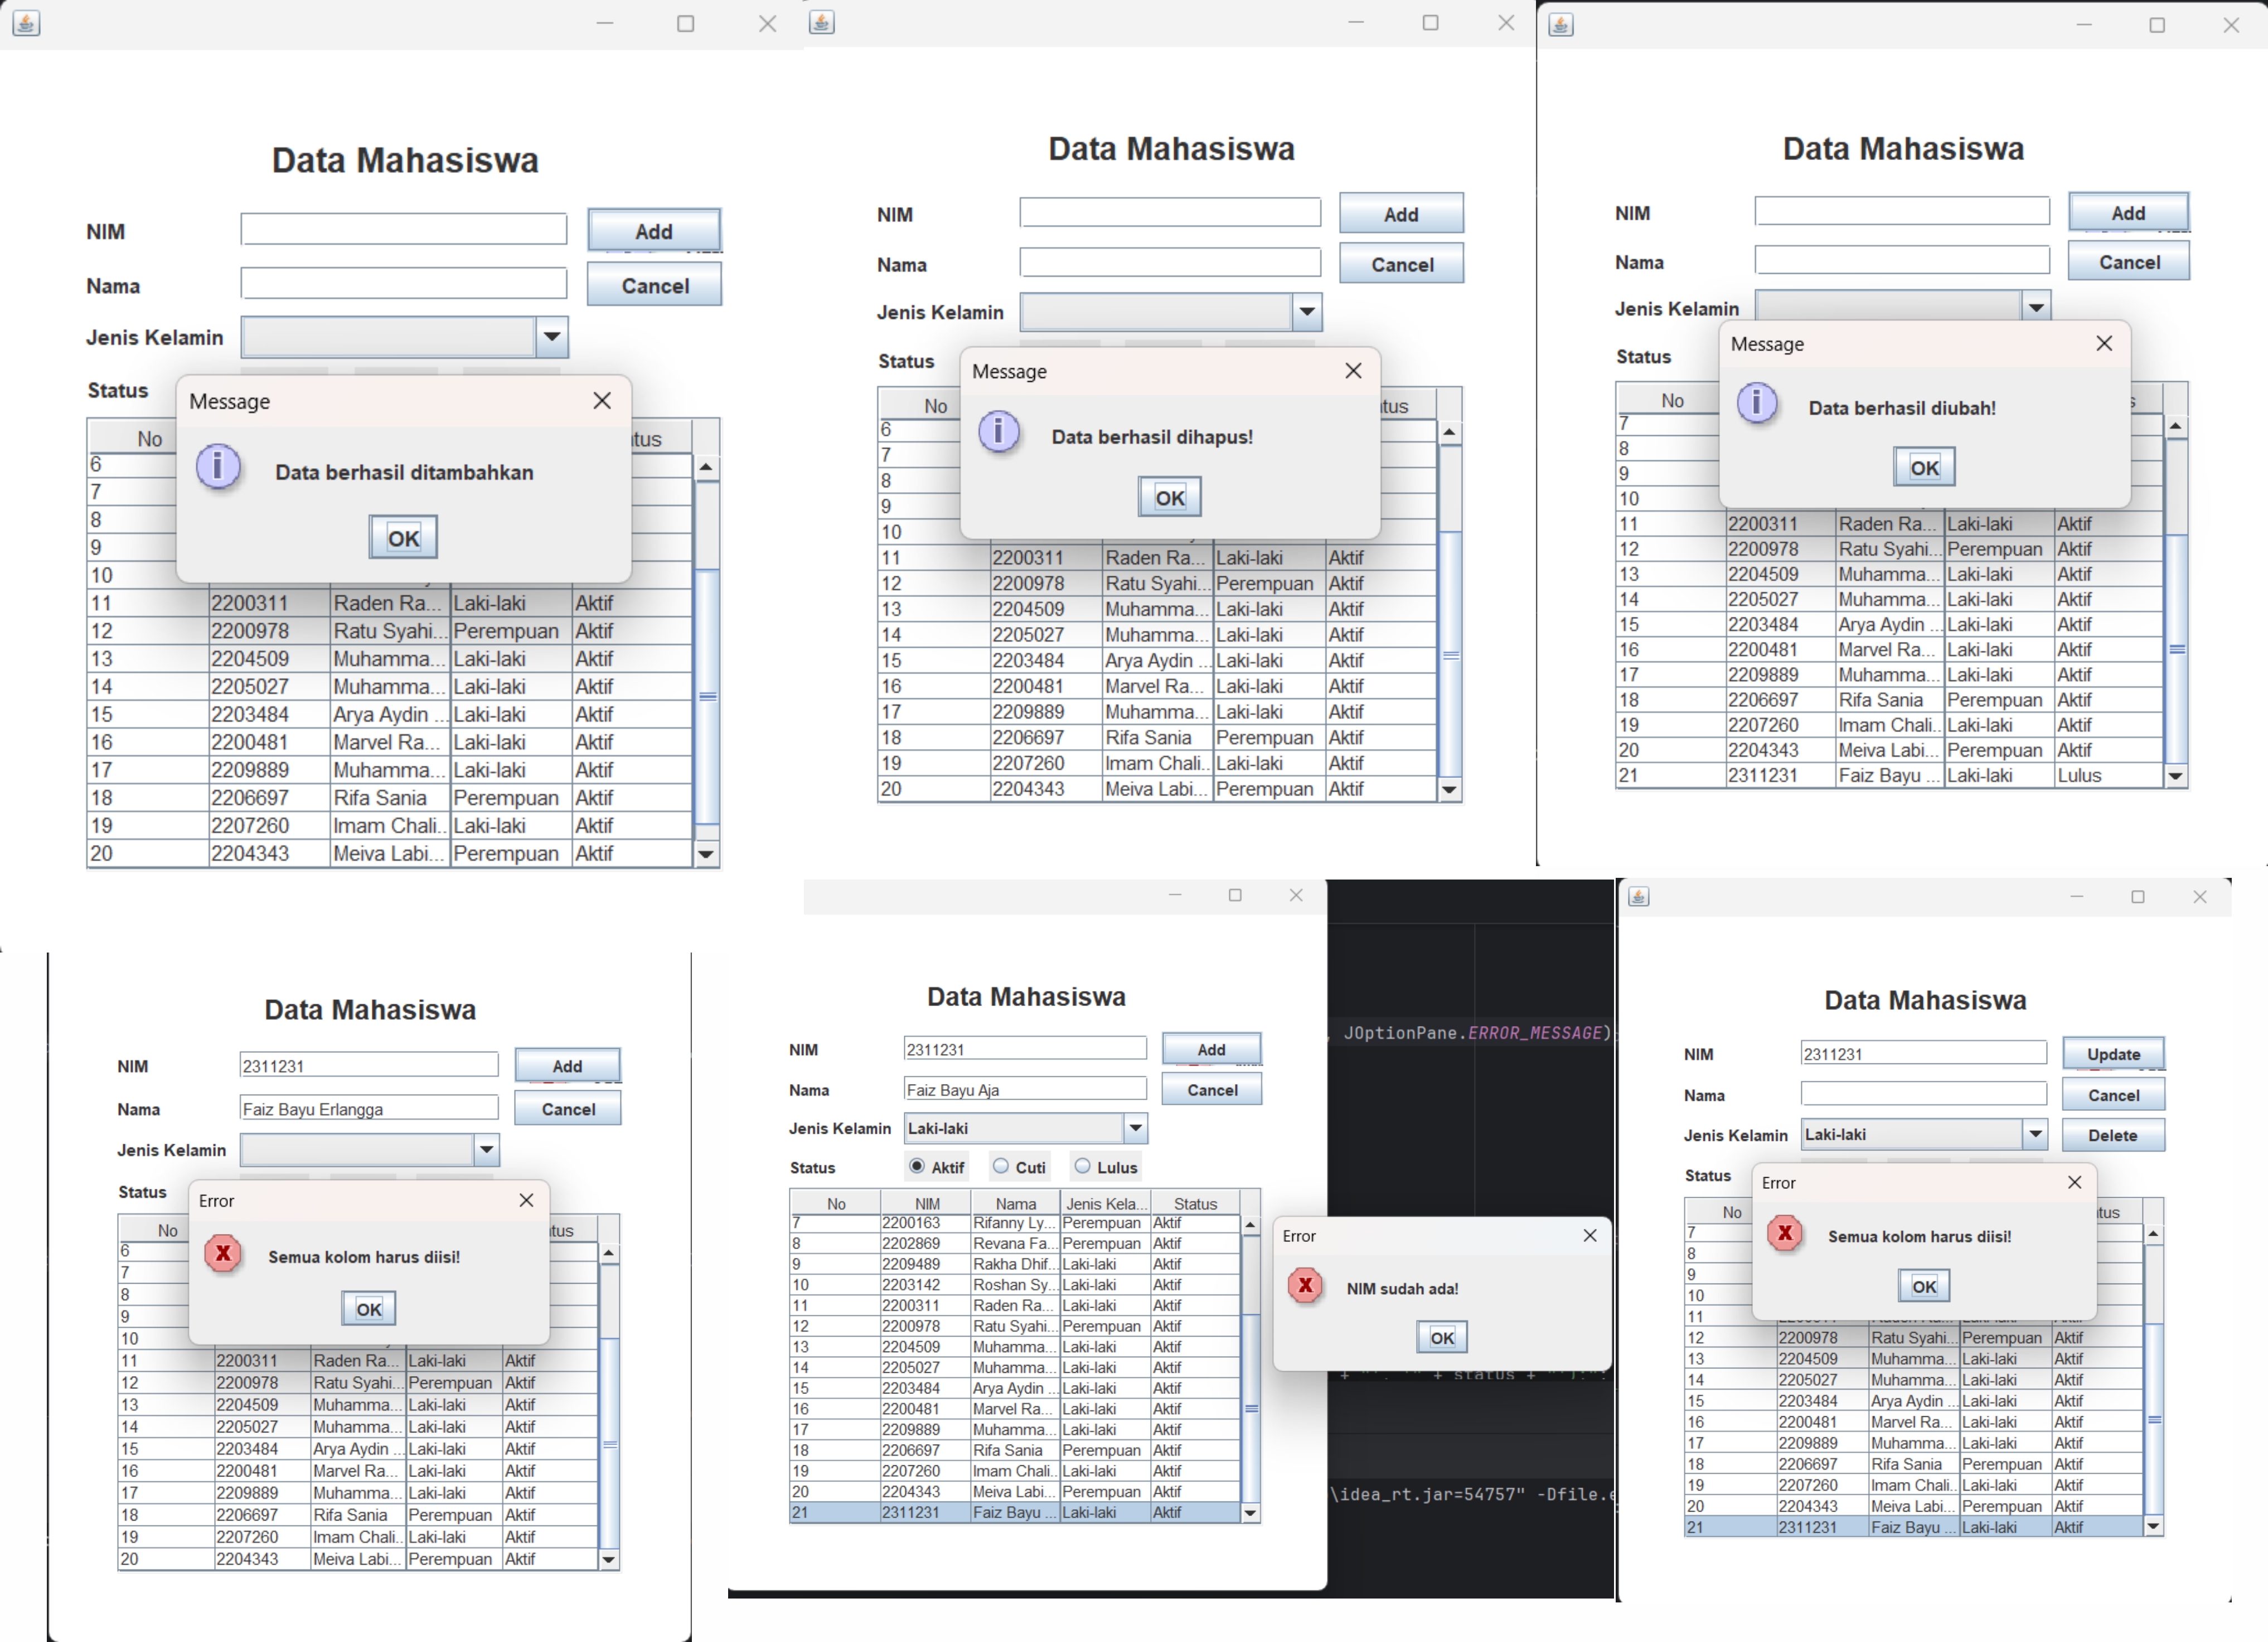 Data Mahasiswa
NIM Add
Nama Cancel
Jenis Kelamin
Status
Message
No tus
Data berhasil ditambahkan
OK
6
7
8
9
10
11 2200311 Raden Ra... Laki-laki Aktif
12 2200978 Ratu Syahi... Perempuan Aktif
13 2204509 Muhamma... Laki-laki Aktif
14 2205027 Muhamma... Laki-laki Aktif
15 2203484 Arya Aydin ... Laki-laki Aktif
16 2200481 Marvel Ra... Laki-laki Aktif
17 2209889 Muhamma... Laki-laki Aktif
18 2206697 Rifa Sania Perempuan Aktif
19 2207260 Imam Chali.. Laki-laki Aktif
20 2204343 Meiva Labi... Perempuan Aktif
Data Mahasiswa
NIM Add
Nama Cancel
Jenis Kelamin
Status
Message
No tus
Data berhasil dihapus!
OK
6
7
8
9
10
11 2200311 Raden Ra... Laki-laki Aktif
12 2200978 Ratu Syahi... Perempuan Aktif
13 2204509 Muhamma... Laki-laki Aktif
14 2205027 Muhamma... Laki-laki Aktif
15 2203484 Arya Aydin ... Laki-laki Aktif
16 2200481 Marvel Ra... Laki-laki Aktif
17 2209889 Muhamma... Laki-laki Aktif
18 2206697 Rifa Sania Perempuan Aktif
19 2207260 Imam Chali.. Laki-laki Aktif
20 2204343 Meiva Labi... Perempuan Aktif
Data Mahasiswa
NIM Add
Nama Cancel
Jenis Kelamin
Status
Message
No s
Data berhasil diubah!
OK
7
8
9
10
11 2200311 Raden Ra... Laki-laki Aktif
12 2200978 Ratu Syahi... Perempuan Aktif
13 2204509 Muhamma... Laki-laki Aktif
14 2205027 Muhamma... Laki-laki Aktif
15 2203484 Arya Aydin ... Laki-laki Aktif
16 2200481 Marvel Ra... Laki-laki Aktif
17 2209889 Muhamma... Laki-laki Aktif
18 2206697 Rifa Sania Perempuan Aktif
19 2207260 Imam Chali.. Laki-laki Aktif
20 2204343 Meiva Labi... Perempuan Aktif
21 2311231 Faiz Bayu ... Laki-laki Lulus
Data Mahasiswa
NIM 2311231 Add
Nama Faiz Bayu Erlangga Cancel
Jenis Kelamin
Status
Error
No tus
Semua kolom harus diisi!
OK
6
7
8
9
10
11 2200311 Raden Ra... Laki-laki Aktif
12 2200978 Ratu Syahi... Perempuan Aktif
13 2204509 Muhamma... Laki-laki Aktif
14 2205027 Muhamma... Laki-laki Aktif
15 2203484 Arya Aydin ... Laki-laki Aktif
16 2200481 Marvel Ra... Laki-laki Aktif
17 2209889 Muhamma... Laki-laki Aktif
18 2206697 Rifa Sania Perempuan Aktif
19 2207260 Imam Chali.. Laki-laki Aktif
20 2204343 Meiva Labi... Perempuan Aktif
Data Mahasiswa
NIM 2311231 Add
Nama Faiz Bayu Aja Cancel
Jenis Kelamin Laki-laki
Status Aktif Cuti Lulus
No NIM Nama Jenis Kela... Status
7 2200163 Rifanny Ly... Perempuan Aktif
8 2202869 Revana Fa... Perempuan Aktif
9 2209489 Rakha Dhif... Laki-laki Aktif
10 2203142 Roshan Sy... Laki-laki Aktif
11 2200311 Raden Ra... Laki-laki Aktif
12 2200978 Ratu Syahi... Perempuan Aktif
13 2204509 Muhamma... Laki-laki Aktif
14 2205027 Muhamma... Laki-laki Aktif
15 2203484 Arya Aydin ... Laki-laki Aktif
16 2200481 Marvel Ra... Laki-laki Aktif
17 2209889 Muhamma... Laki-laki Aktif
18 2206697 Rifa Sania Perempuan Aktif
19 2207260 Imam Chali.. Laki-laki Aktif
20 2204343 Meiva Labi... Perempuan Aktif
21 2311231 Faiz Bayu ... Laki-laki Aktif
, JOptionPane.ERROR_MESSAGE)
Error
NIM sudah ada!
OK
+ status +
\idea_rt.jar=54757" -Dfile.e
Data Mahasiswa
NIM 2311231 Update
Nama Cancel
Jenis Kelamin Laki-laki Delete
Status
Error
No tus
Semua kolom harus diisi!
OK
7
8
9
10
11
12 2200978 Ratu Syahi... Perempuan Aktif
13 2204509 Muhamma... Laki-laki Aktif
14 2205027 Muhamma... Laki-laki Aktif
15 2203484 Arya Aydin ... Laki-laki Aktif
16 2200481 Marvel Ra... Laki-laki Aktif
17 2209889 Muhamma... Laki-laki Aktif
18 2206697 Rifa Sania Perempuan Aktif
19 2207260 Imam Chali.. Laki-laki Aktif
20 2204343 Meiva Labi... Perempuan Aktif
21 2311231 Faiz Bayu ... Laki-laki Aktif